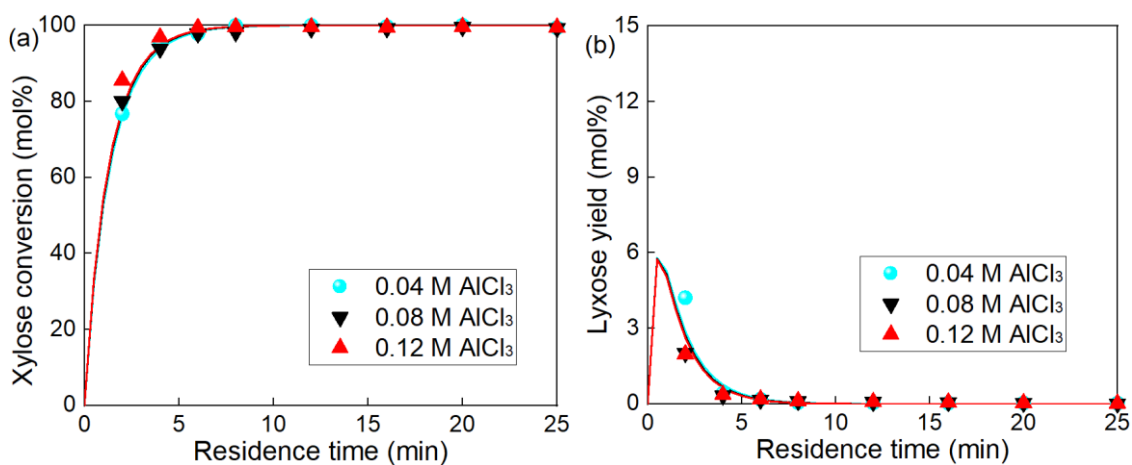 (a)
Xylose conversion (mol%)
100
80
60
40
20
0
0 5 10 15 20 25
Residence time (min)
0.04 M AlCl₃
0.08 M AlCl₃
0.12 M AlCl₃
(b)
Lyxose yield (mol%)
15
12
9
6
3
0
0 5 10 15 20 25
Residence time (min)
0.04 M AlCl₃
0.08 M AlCl₃
0.12 M AlCl₃